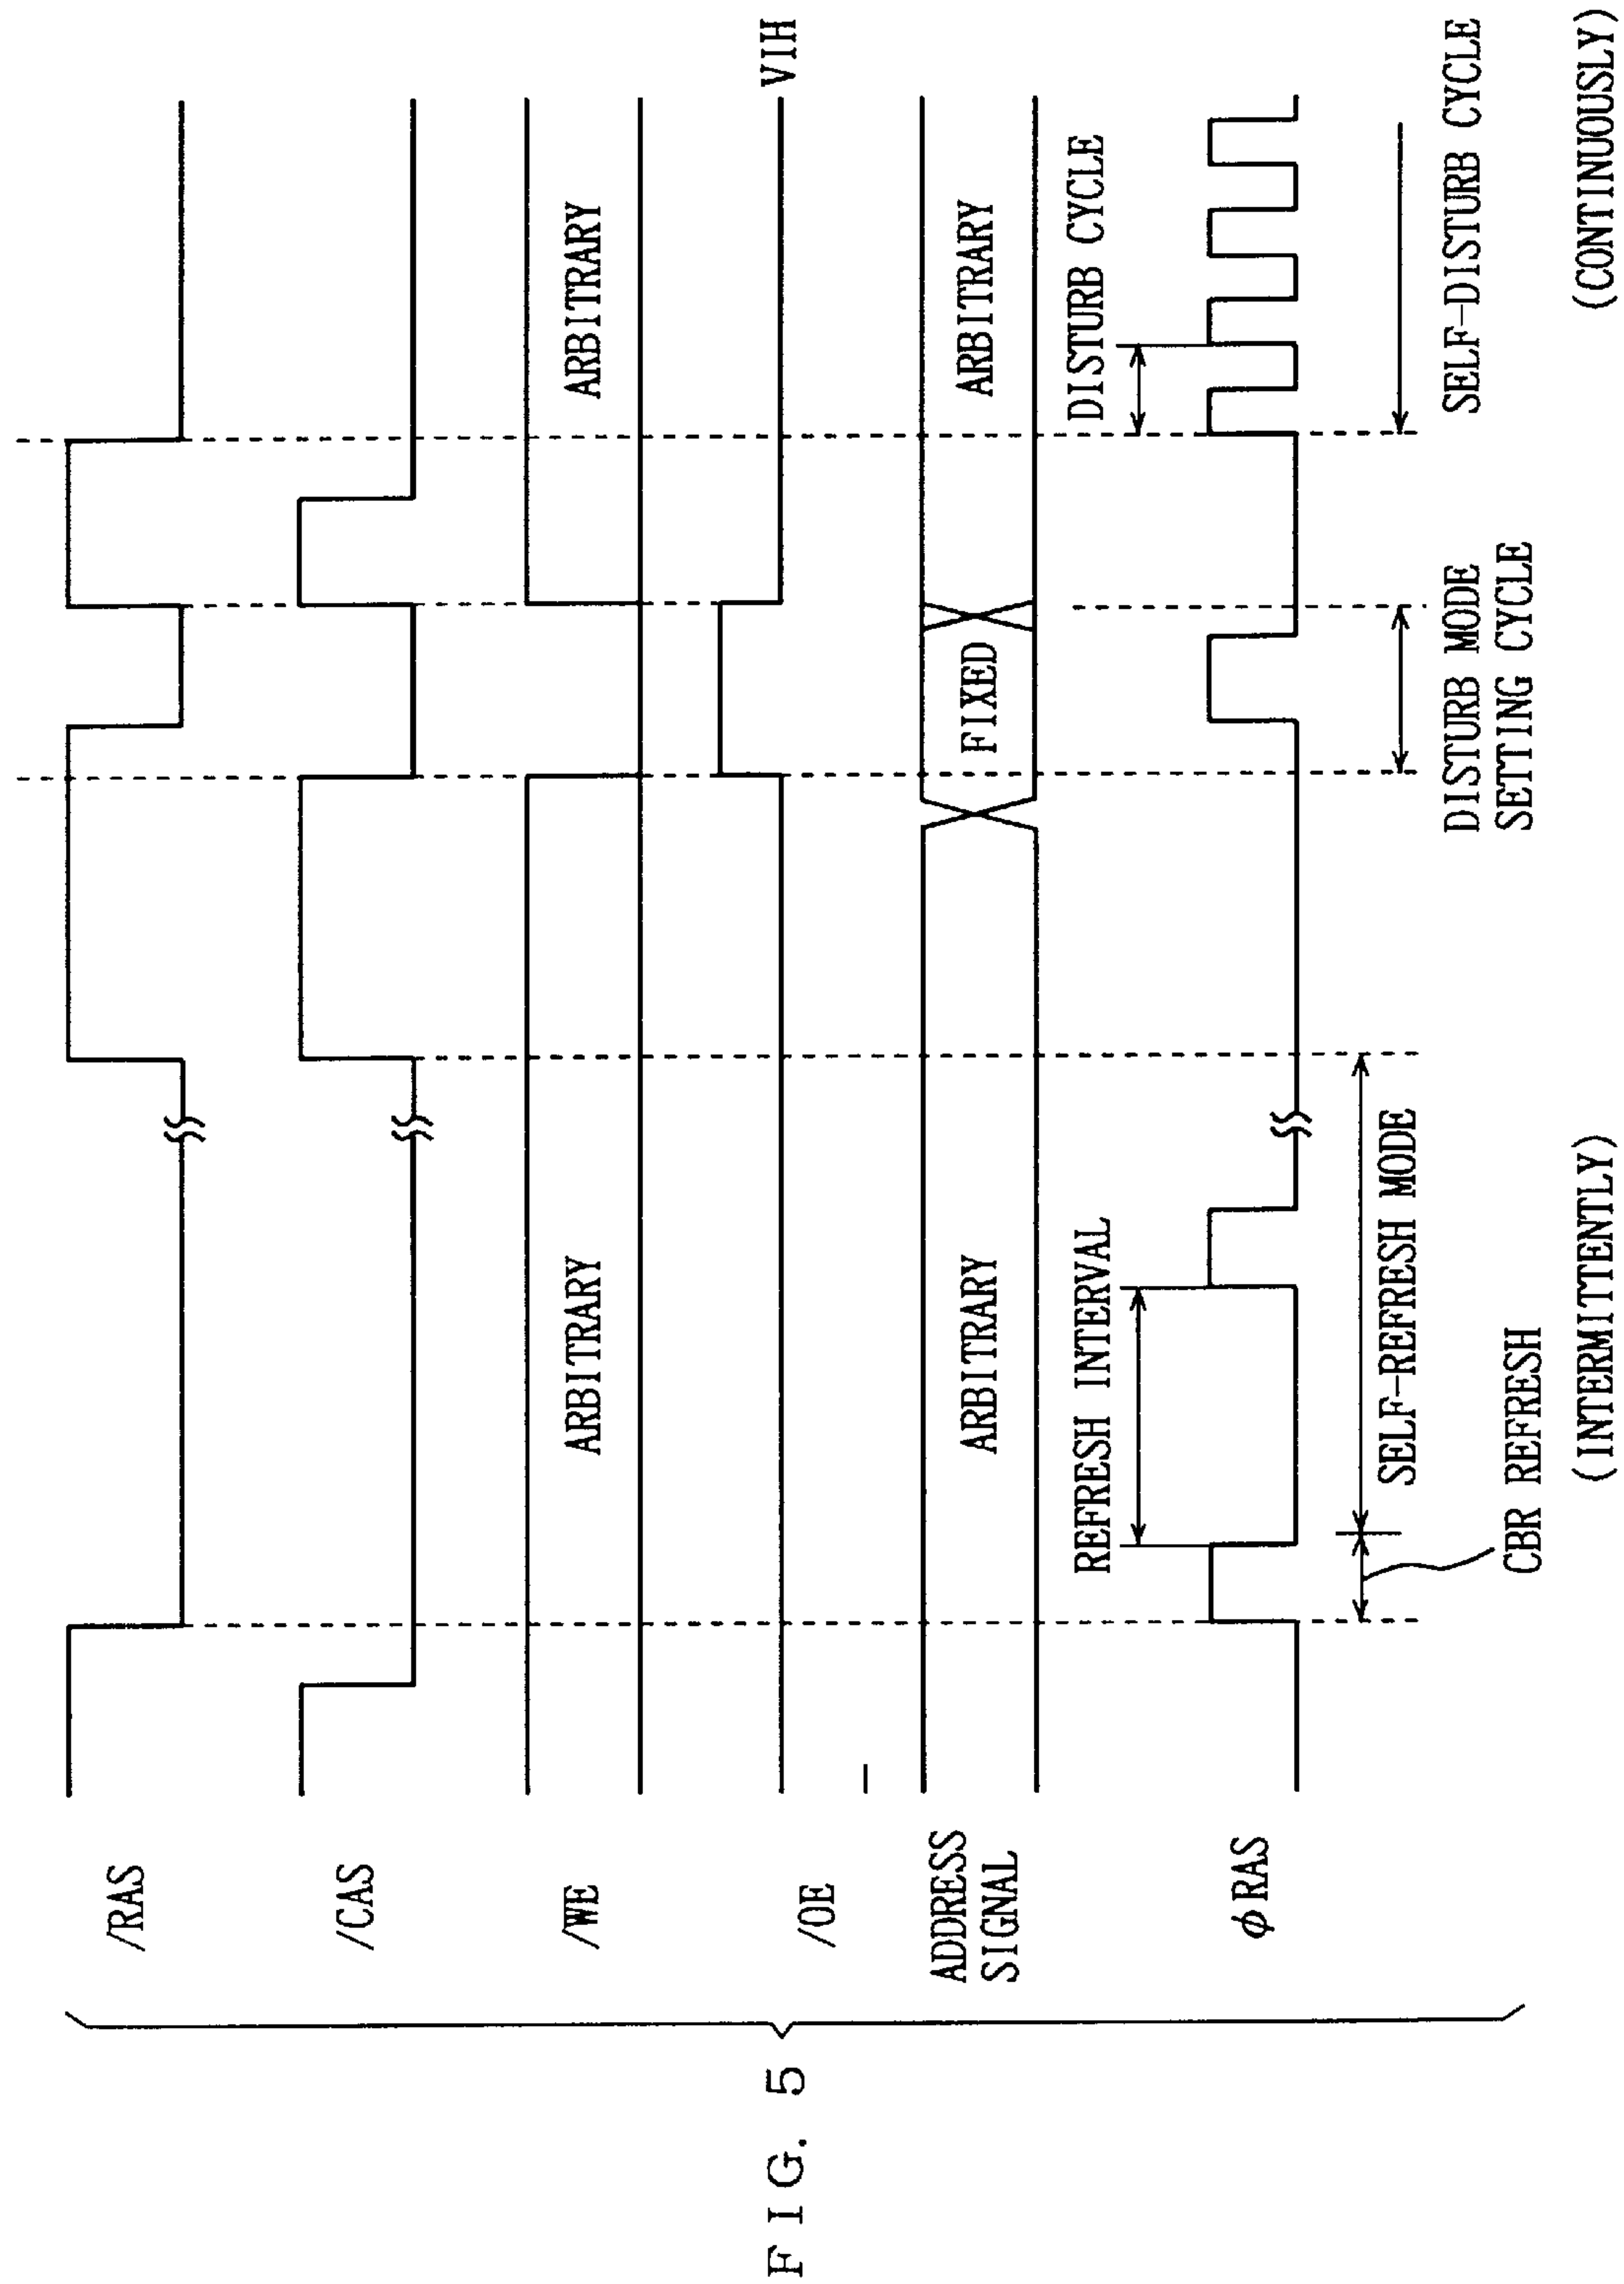 FIG. 5
/RAS
/CAS
/WE
ARBITRARY
ARBITRARY
/OE
VIH
ADDRESS
SIGNAL
ARBITRARY
FIXED
ARBITRARY
REFRESH INTERVAL
DISTURB CYCLE
φRAS
SELF-REFRESH MODE
CBR REFRESH
DISTURB MODE
SETTING CYCLE
SELF-DISTURB CYCLE
(INTERMITTENTLY)
(CONTINUOUSLY)